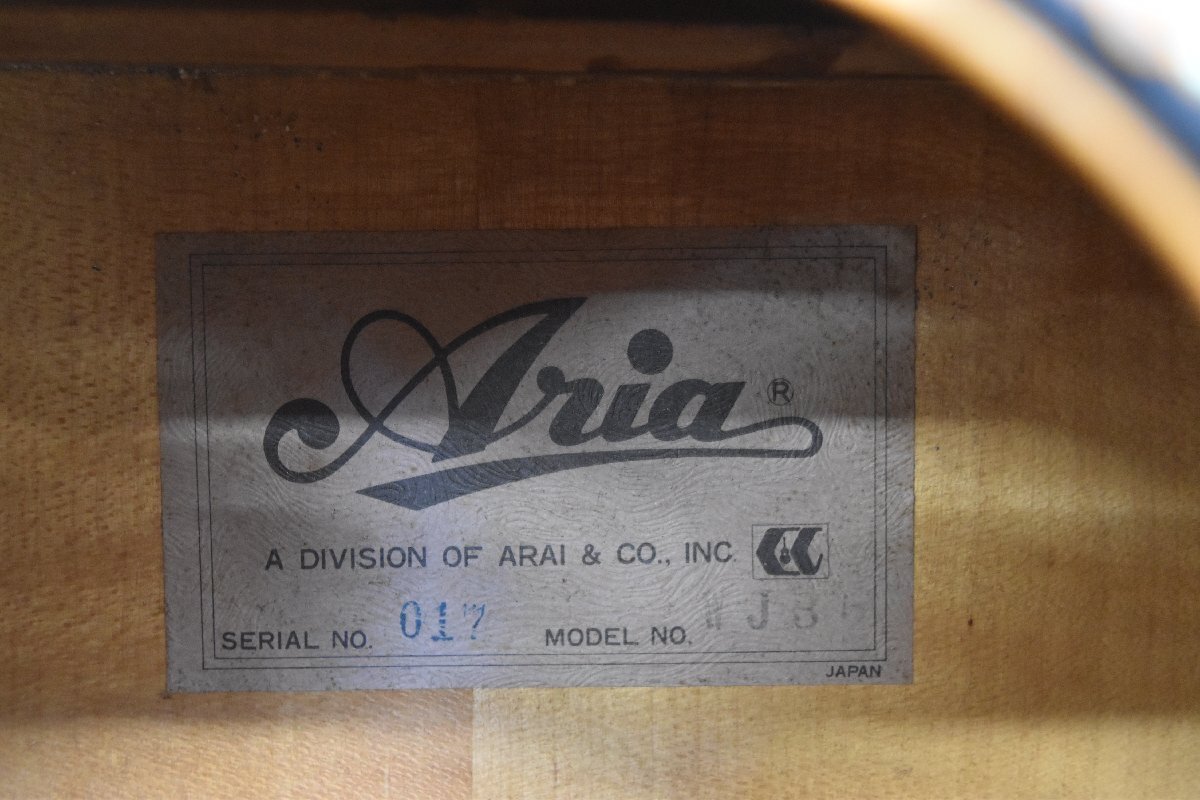 Aria ®
A DIVISION OF ARAI & CO., INC.
SERIAL NO. 017 MODEL NO.
JAPAN